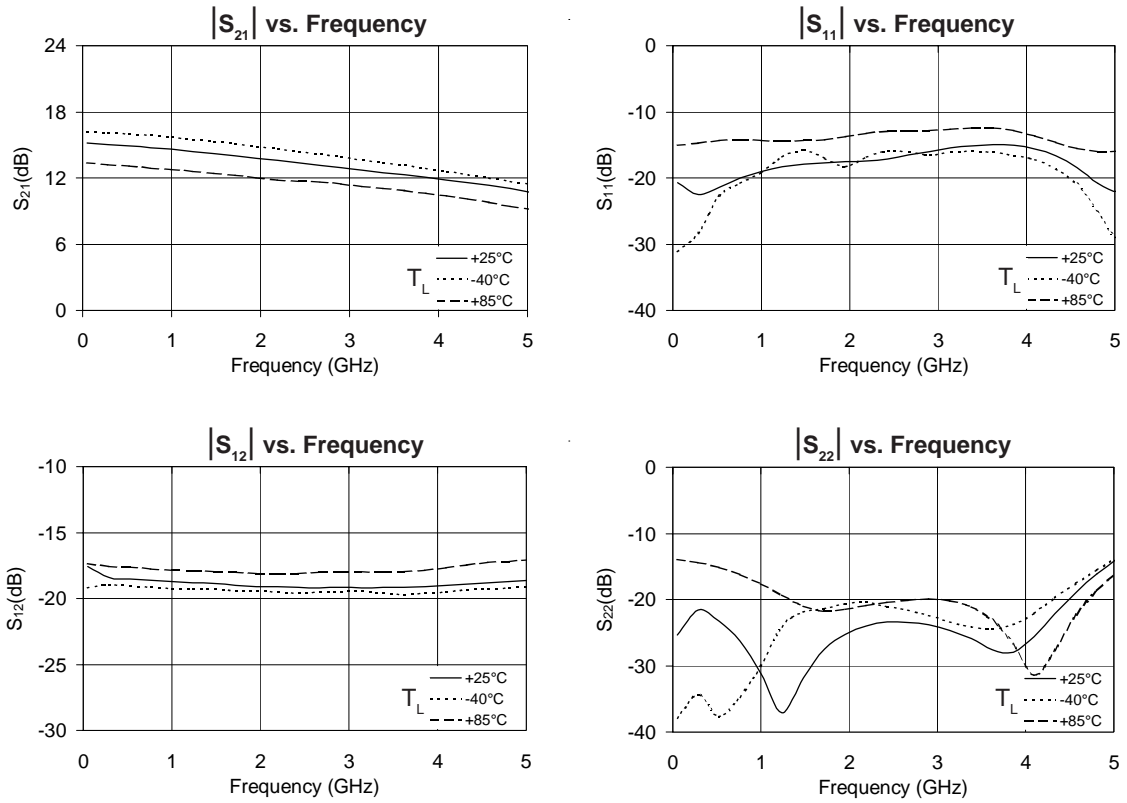 |S21| vs. Frequency
24
18
12
6
0
S21(dB)
0 1 2 3 4 5
Frequency (GHz)
TL
+25°C
-40°C
+85°C
|S11| vs. Frequency
0
-10
-20
-30
-40
S11(dB)
0 1 2 3 4 5
Frequency (GHz)
TL
+25°C
-40°C
+85°C
|S12| vs. Frequency
-10
-15
-20
-25
-30
S12(dB)
0 1 2 3 4 5
Frequency (GHz)
TL
+25°C
-40°C
+85°C
|S22| vs. Frequency
0
-10
-20
-30
-40
S22(dB)
0 1 2 3 4 5
Frequency (GHz)
TL
+25°C
-40°C
+85°C